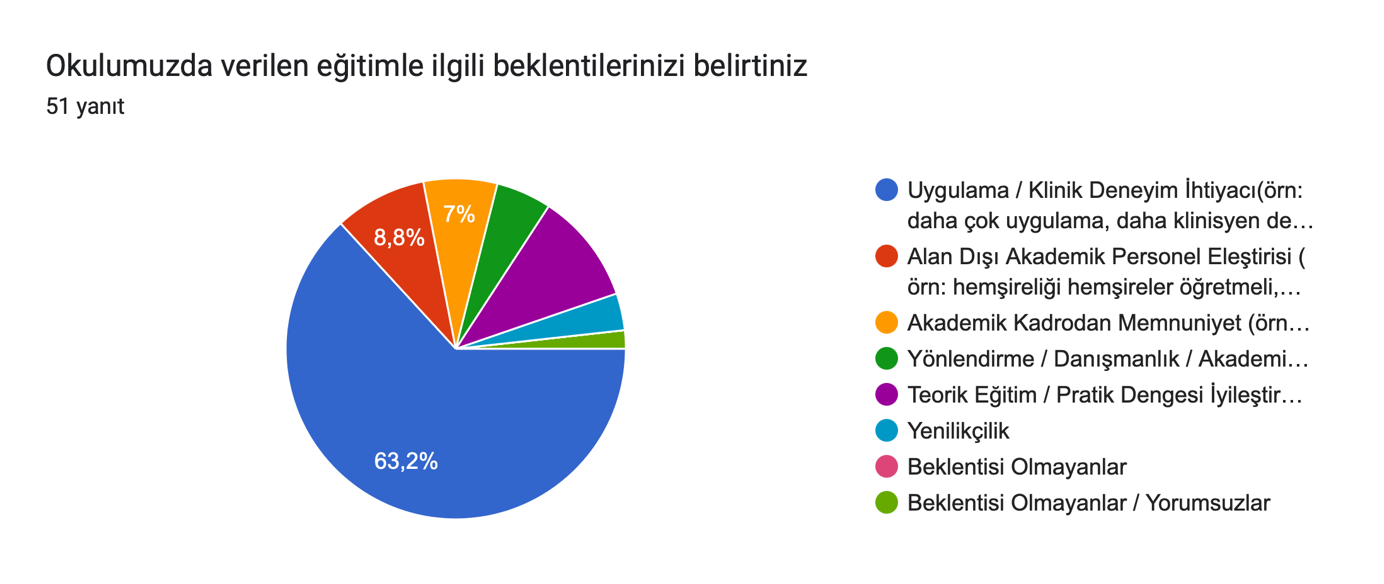 Okulumuzda verilen eğitimle ilgili beklentilerinizi belirtiniz
51 yanıt
8,8%
7%
63,2%
Uygulama / Klinik Deneyim İhtiyacı(örn:
daha çok uygulama, daha klinisyen de…
Alan Dışı Akademik Personel Eleştirisi (
örn: hemşireliği hemşireler öğretmeli,…
Akademik Kadrodan Memnuniyet (örn…
Yönlendirme / Danışmanlık / Akademi…
Teorik Eğitim / Pratik Dengesi İyileştir…
Yenilikçilik
Beklentisi Olmayanlar
Beklentisi Olmayanlar / Yorumsuzlar